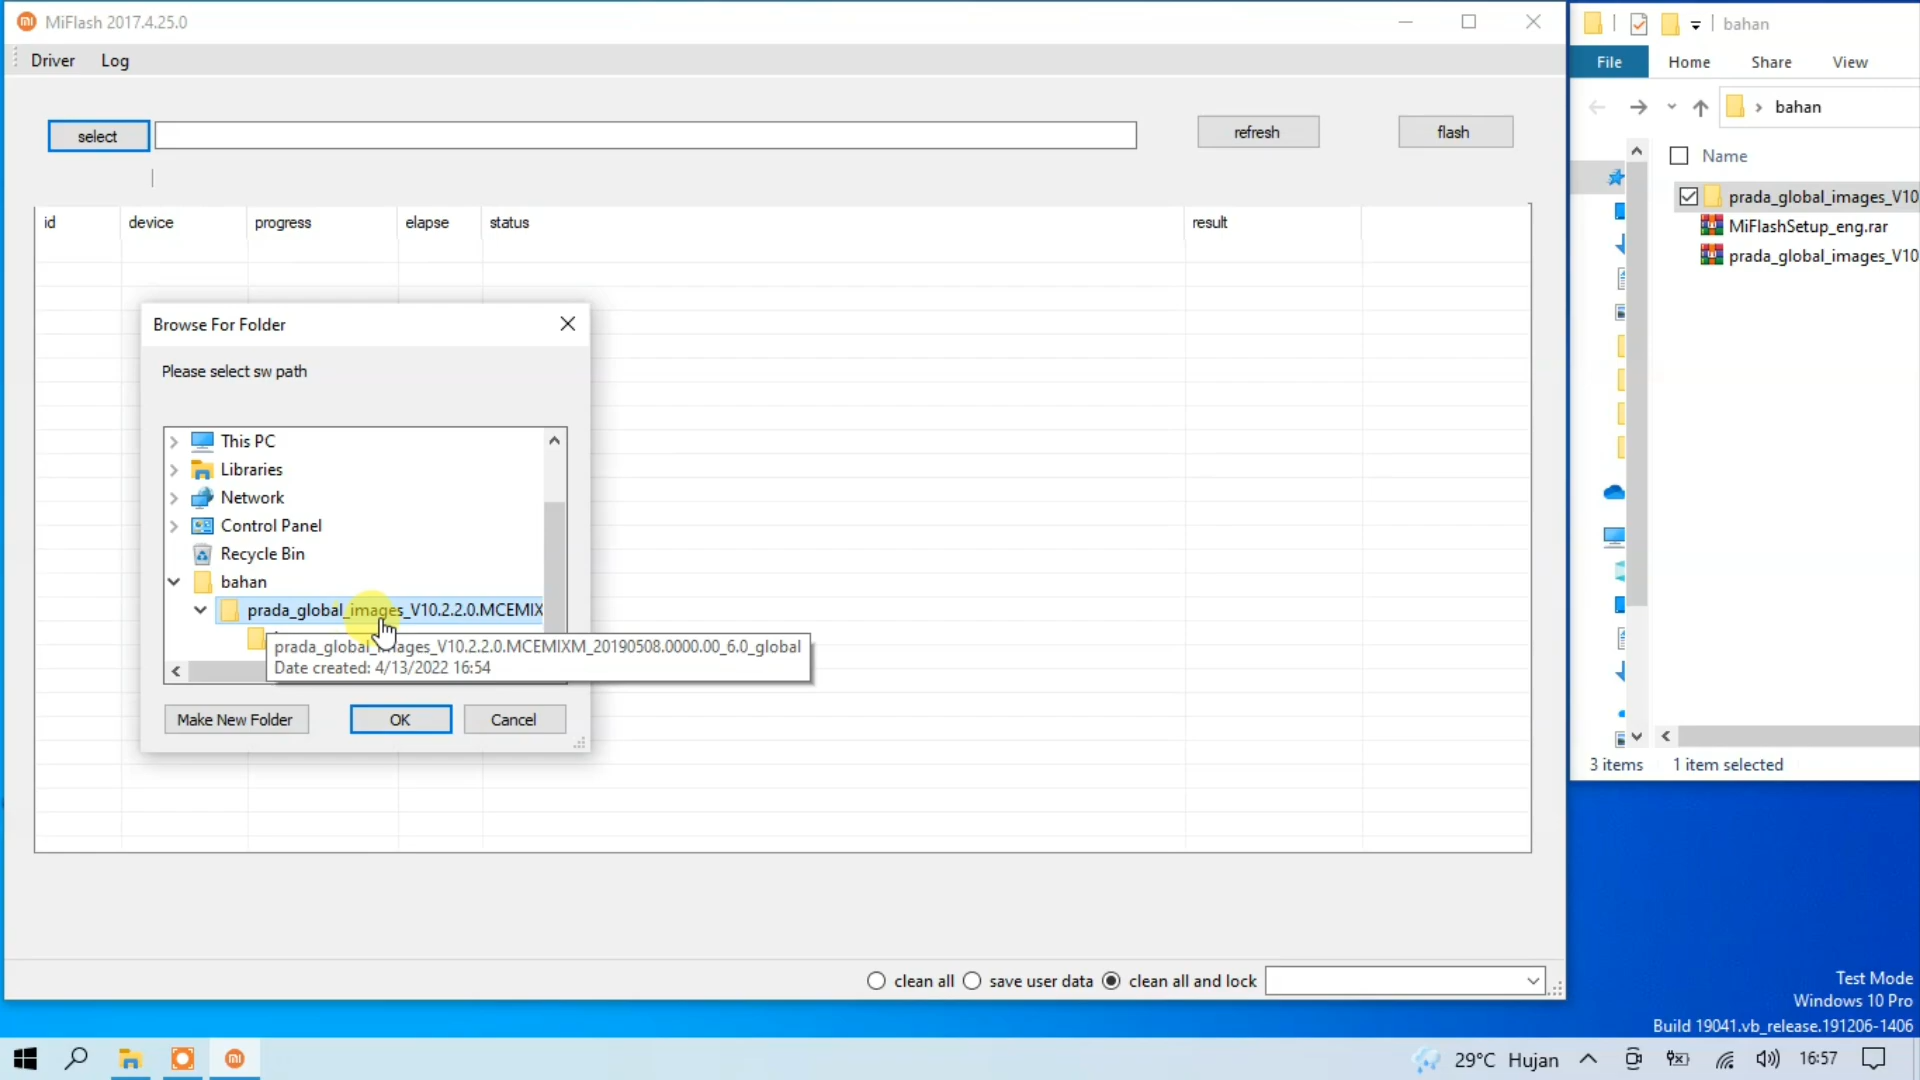 MiFlash 2017.4.25.0
Driver Log
select
refresh
flash
id device progress elapse status result
Browse For Folder
Please select sw path
This PC
Libraries
Network
Control Panel
Recycle Bin
bahan
prada_global_images_V10.2.2.0.MCEMIX
prada_global_images_V10.2.2.0.MCEMIXM_20190508.0000.00_6.0_global
Date created: 4/13/2022 16:54
Make New Folder OK Cancel
clean all save user data clean all and lock
bahan
File Home Share View
bahan
Name
prada_global_images_V10
MiFlashSetup_eng.rar
prada_global_images_V10
3 items 1 item selected
Test Mode
Windows 10 Pro
Build 19041.vb_release.191206-1406
29°C Hujan 16:57